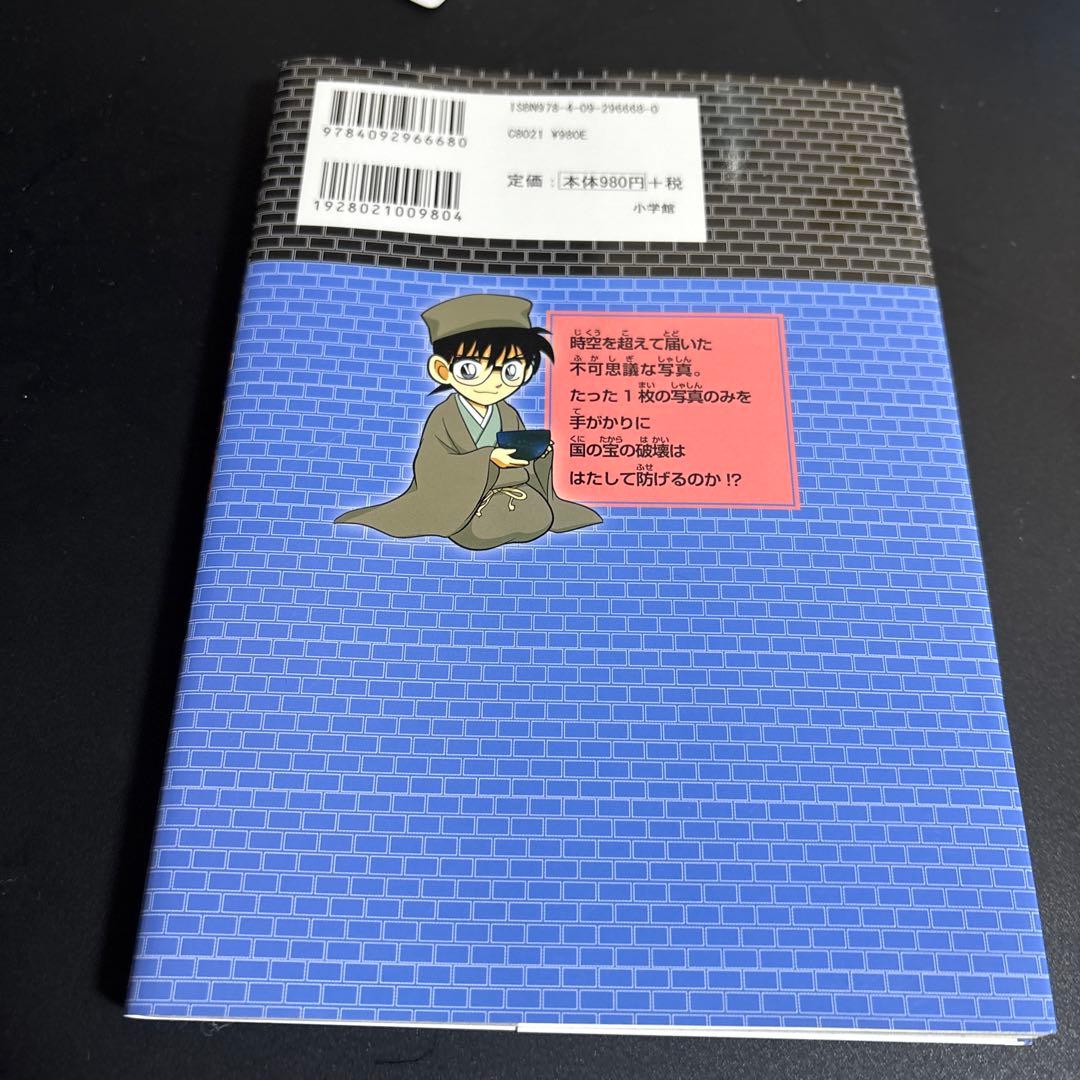 ISBN978-4-09-296668-0
C8021 ¥980E
9784092966680
定価：本体980円＋税
1928021009804
小学館
時空を超えて届いた
不可思議な写真。
たった1枚の写真のみを
手がかりに
国の宝の破壊は
はたして防げるのか!?